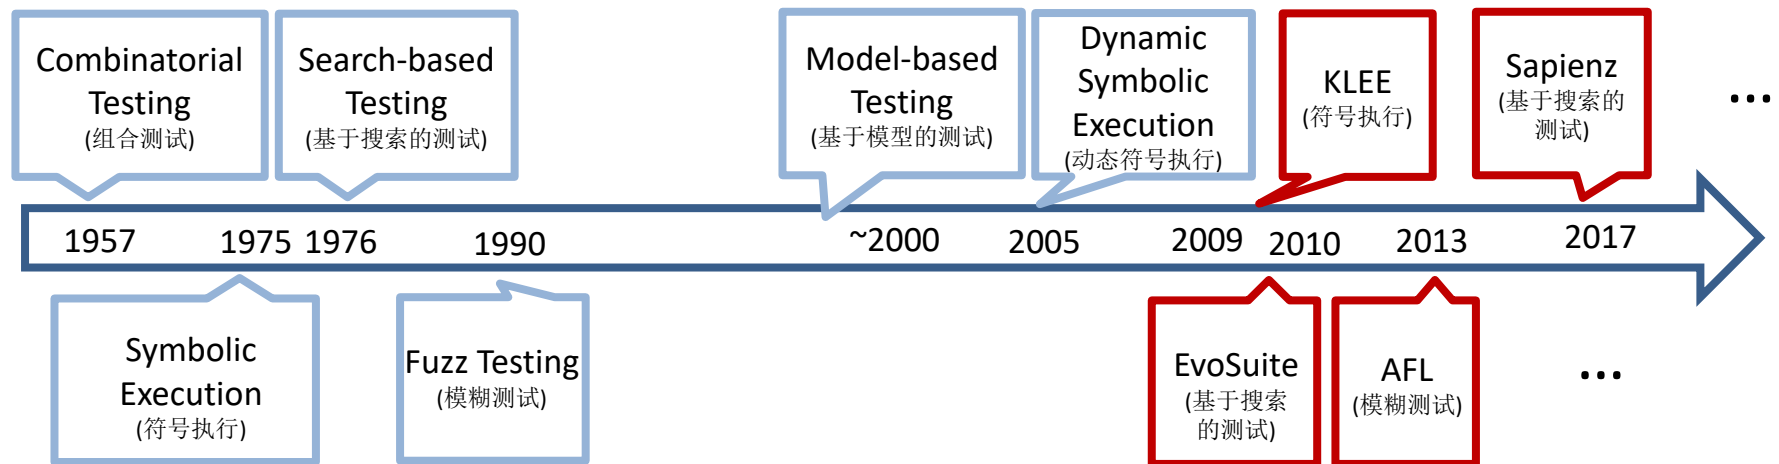 Combinatorial
Testing
(组合测试)
Search-based
Testing
(基于搜索的测试)
Model-based
Testing
(基于模型的测试)
Dynamic
Symbolic
Execution
(动态符号执行)
KLEE
(符号执行)
Sapienz
(基于搜索的
测试)
...
1957
1975
1976
1990
~2000
2005
2009
2010
2013
2017
Symbolic
Execution
(符号执行)
Fuzz Testing
(模糊测试)
EvoSuite
(基于搜索
的测试)
AFL
(模糊测试)
...